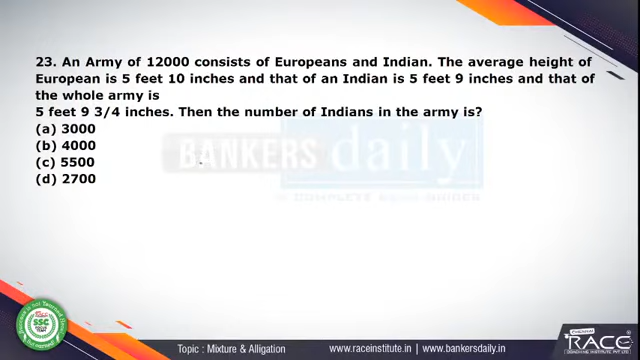 23. An Army of 12000 consists of Europeans and Indian. The average height of
European is 5 feet 10 inches and that of an Indian is 5 feet 9 inches and that of
the whole army is
5 feet 9 3/4 inches. Then the number of Indians in the army is?
(a) 3000
(b) 4000
(c) 5500
(d) 2700
BANKERS daily
SSC
Topic : Mixture & Alligation
www.raceinstitute.in | www.bankersdaily.in
RACE